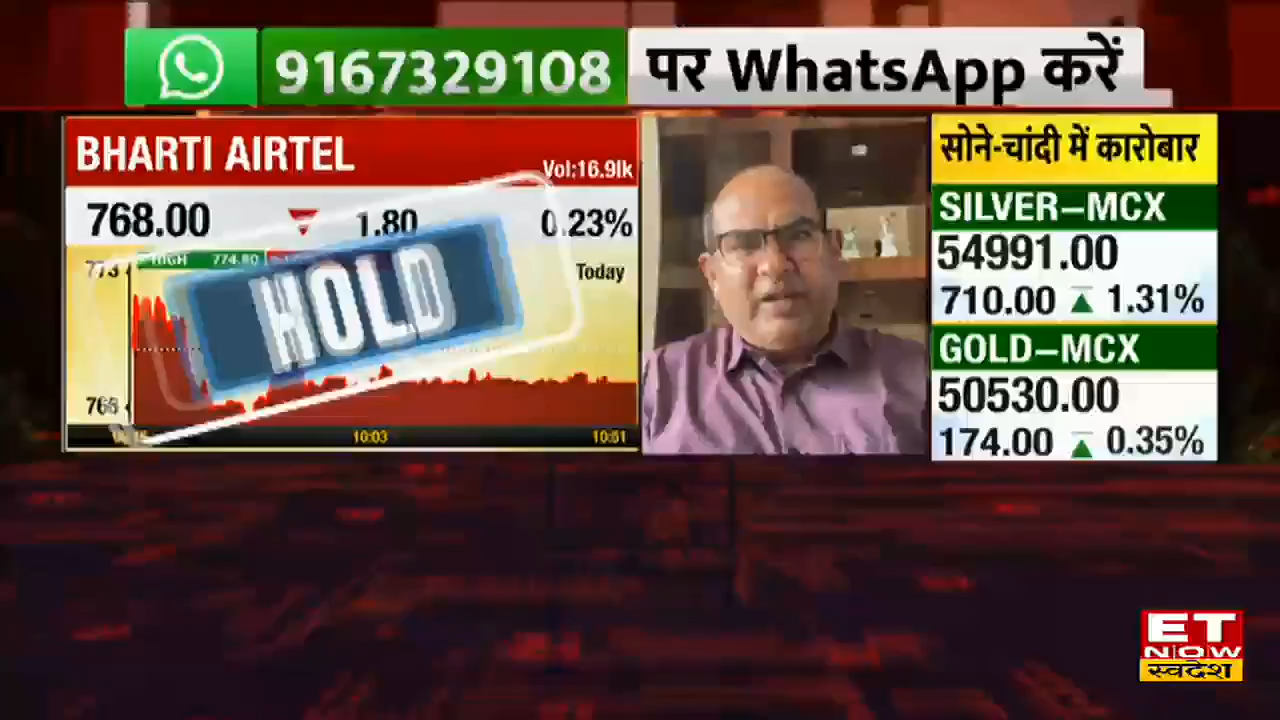 9167329108 पर WhatsApp करें
BHARTI AIRTEL
Vol:16.9lk
768.00 ▼ 1.80 0.23%
HIGH 774.80
Today
HOLD
10:03 10:51
सोने-चांदी में कारोबार
SILVER-MCX
54991.00
710.00 ▲ 1.31%
GOLD-MCX
50530.00
174.00 ▲ 0.35%
ET
NOW
स्वदेश